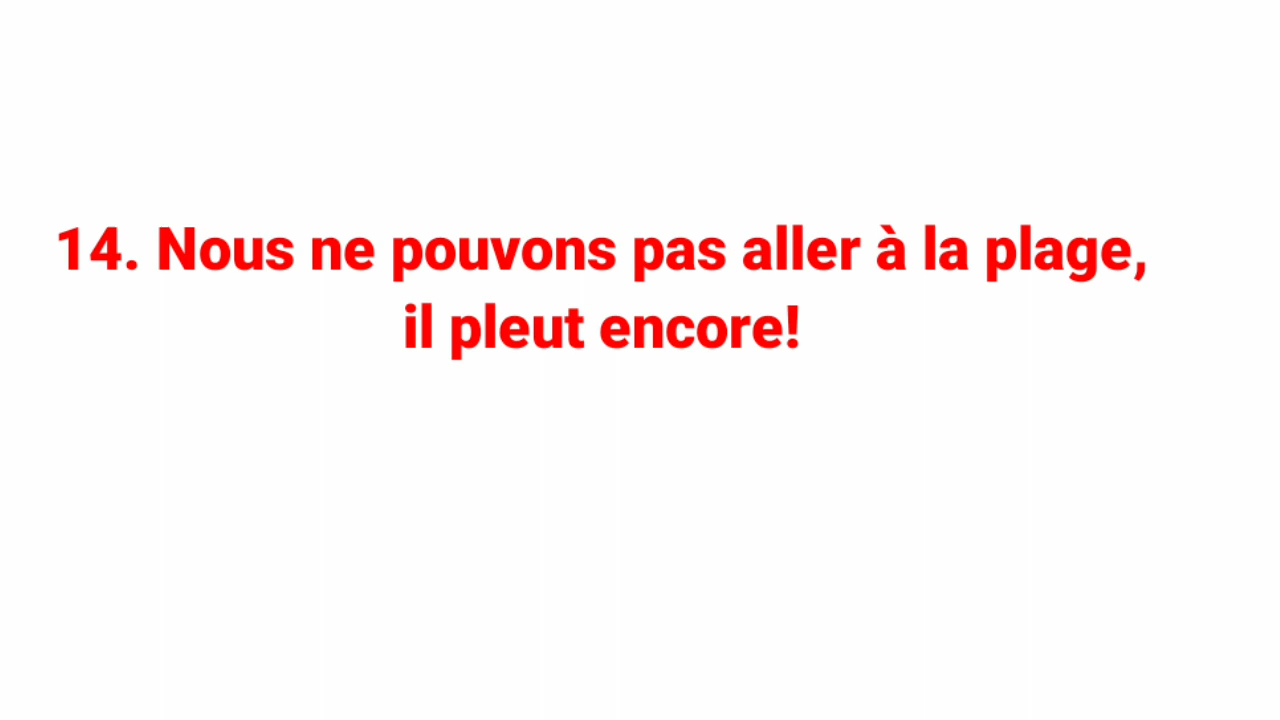 14. Nous ne pouvons pas aller à la plage,
il pleut encore!